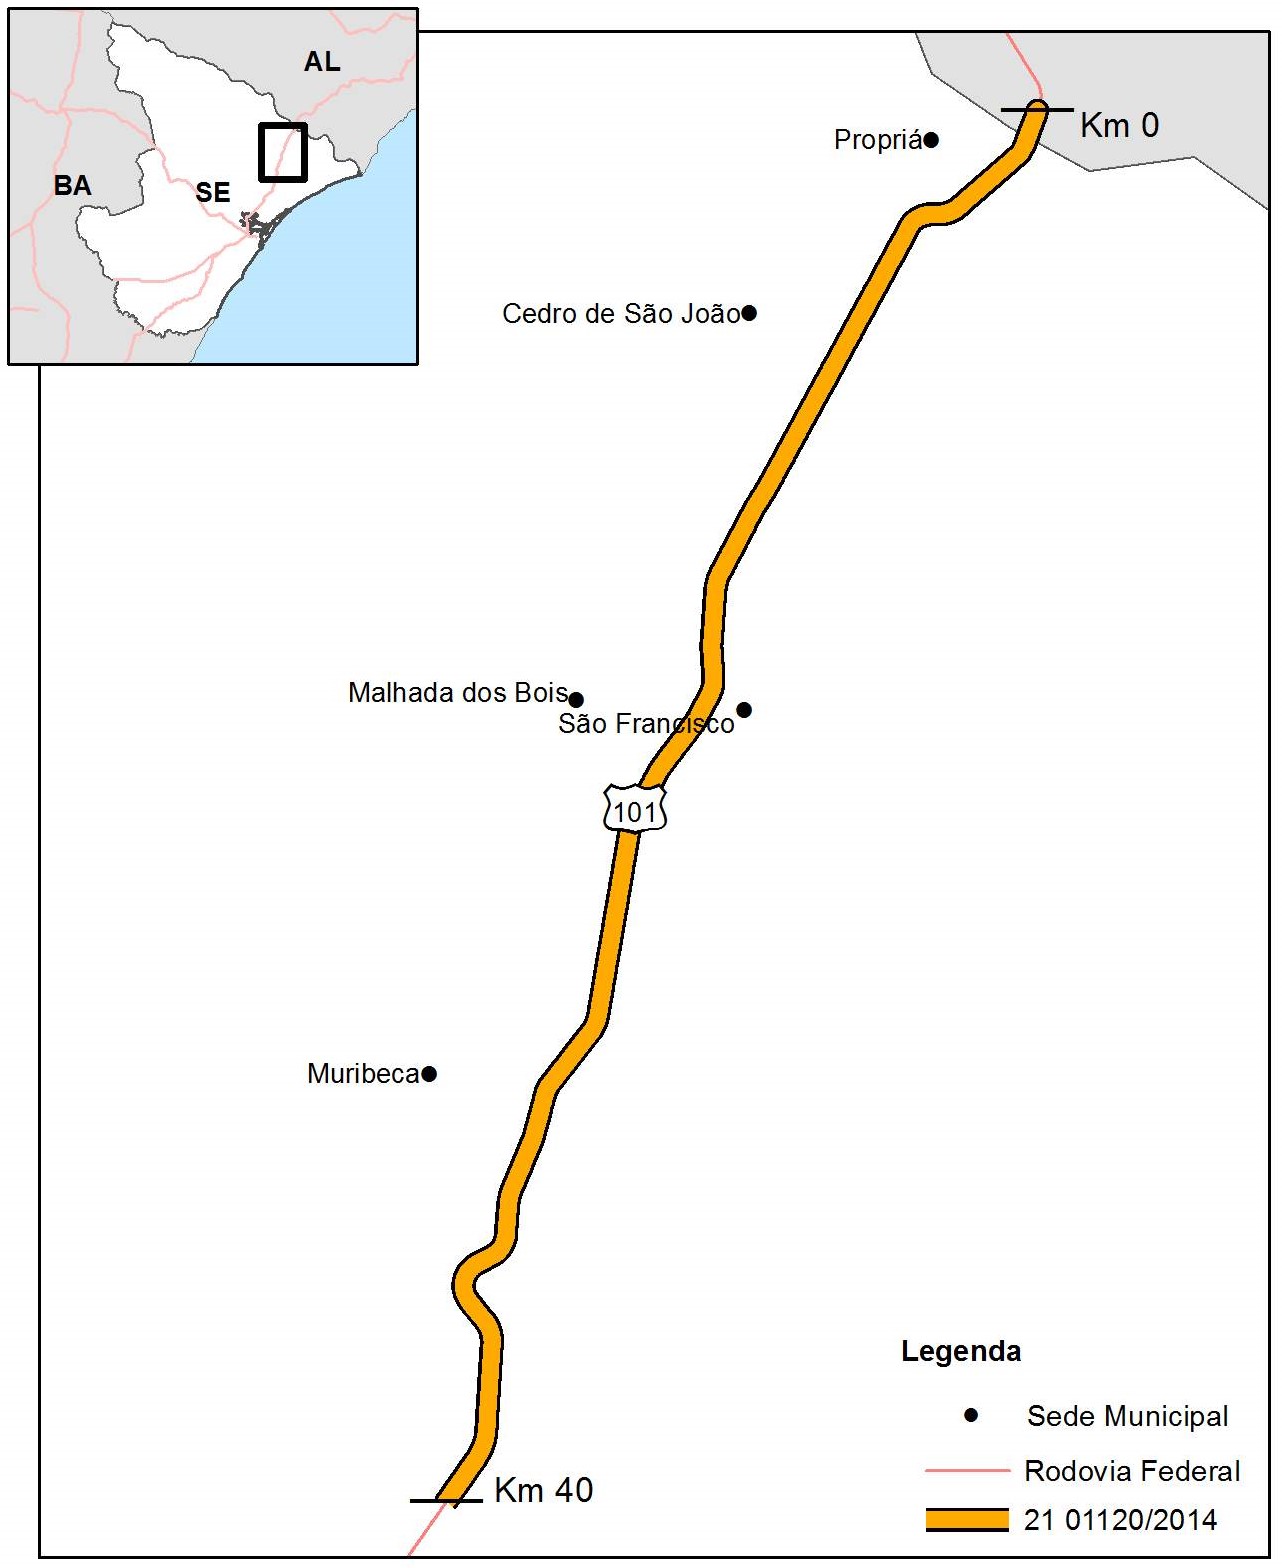 AL
BA
SE
Km 0
Propriá
Cedro de São João
Malhada dos Bois
São Francisco
101
Muribeca
Km 40
Legenda
Sede Municipal
Rodovia Federal
21 01120/2014